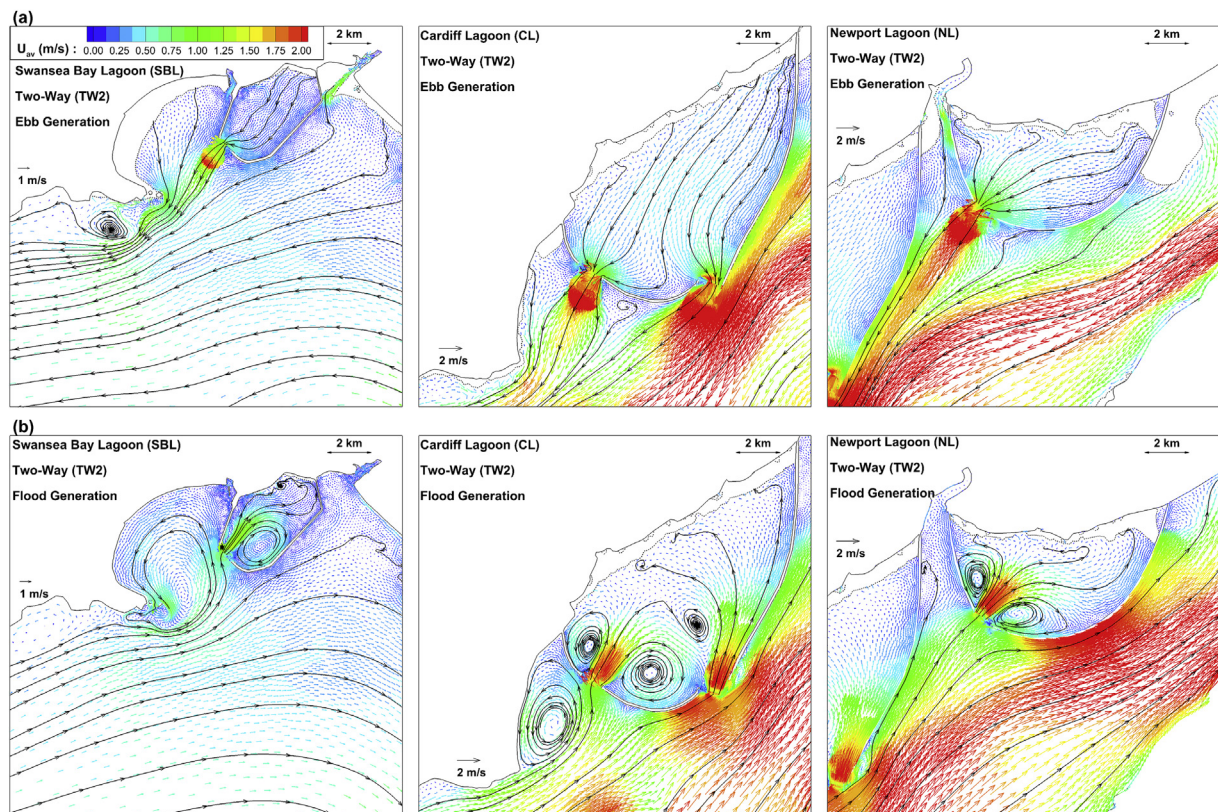 (a)
U_av (m/s) : 0.00 0.25 0.50 0.75 1.00 1.25 1.50 1.75 2.00
2 km
Swansea Bay Lagoon (SBL)
Two-Way (TW2)
Ebb Generation
1 m/s
Cardiff Lagoon (CL)
2 km
Two-Way (TW2)
Ebb Generation
2 m/s
Newport Lagoon (NL)
2 km
Two-Way (TW2)
Ebb Generation
2 m/s
(b)
Swansea Bay Lagoon (SBL)
2 km
Two-Way (TW2)
Flood Generation
1 m/s
Cardiff Lagoon (CL)
2 km
Two-Way (TW2)
Flood Generation
2 m/s
Newport Lagoon (NL)
2 km
Two-Way (TW2)
Flood Generation
2 m/s